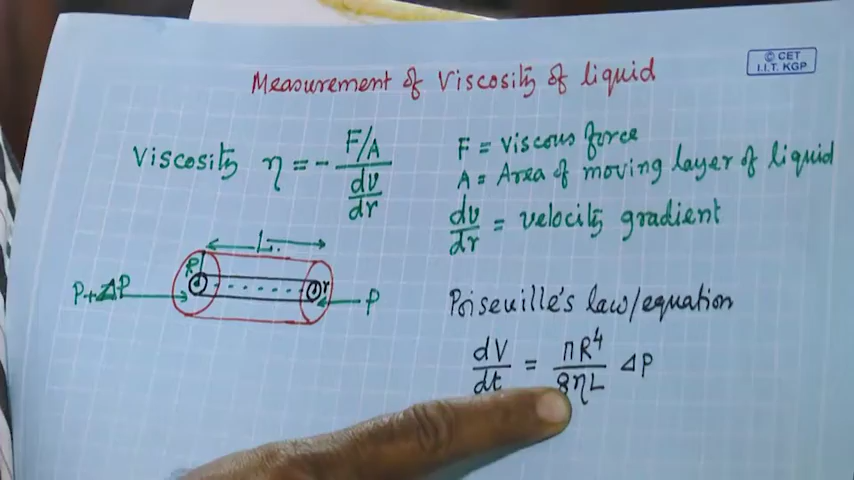 Measurement of Viscosity of liquid
© CET
I.I.T. KGP
Viscosity η = - F/A / dv/dr
F = Viscous force
A = Area of moving layer of liquid
dv/dr = velocity gradient
L
R
r
P+ΔP
P
Poiseuille's law/equation
dV/dt = πR⁴/8ηL ΔP